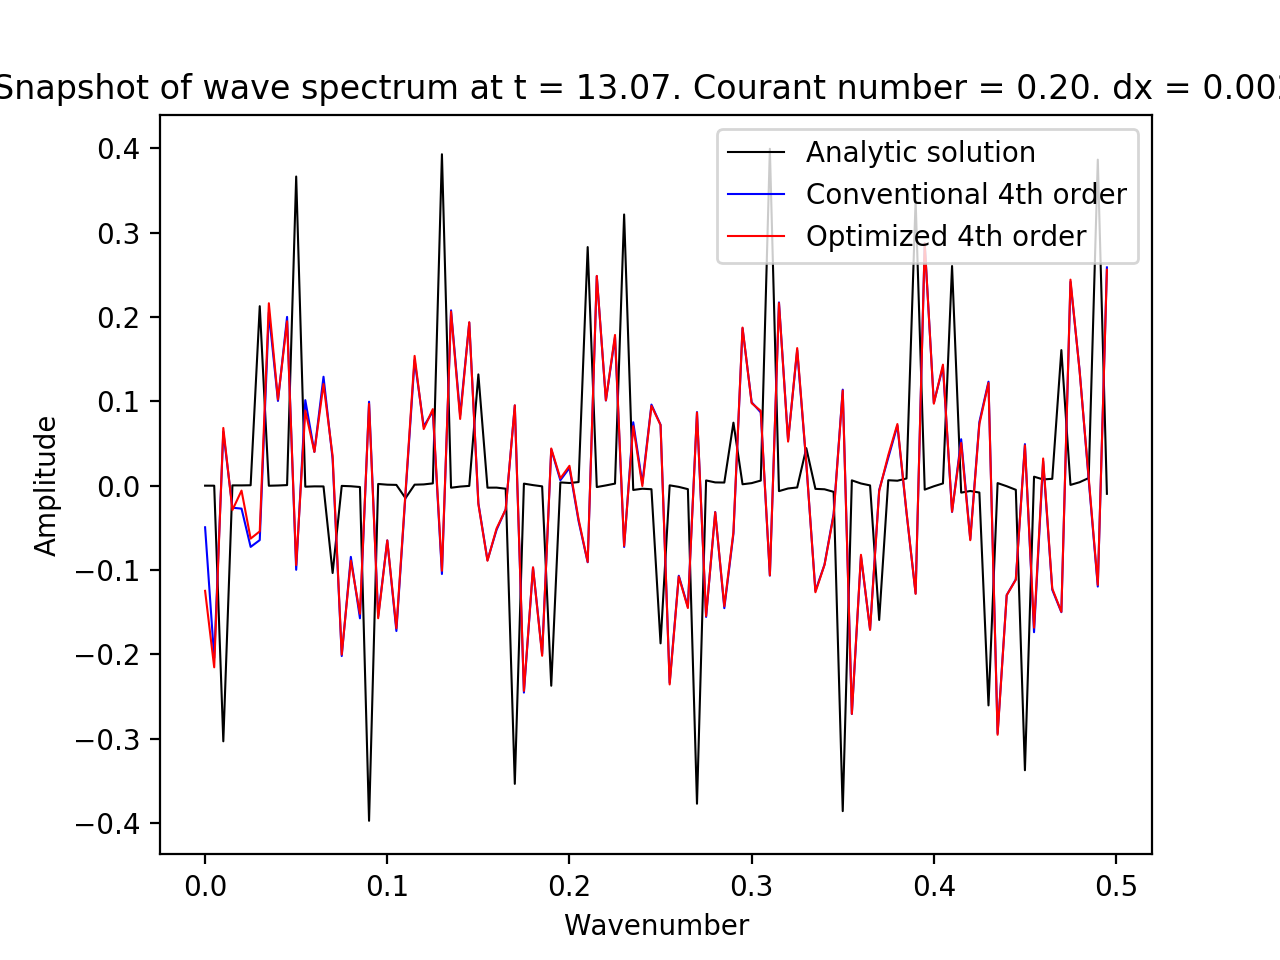 Snapshot of wave spectrum at t = 13.07. Courant number = 0.20. dx = 0.002
Analytic solution
Conventional 4th order
Optimized 4th order
Amplitude
0.4
0.3
0.2
0.1
0.0
−0.1
−0.2
−0.3
−0.4
0.0 0.1 0.2 0.3 0.4 0.5
Wavenumber